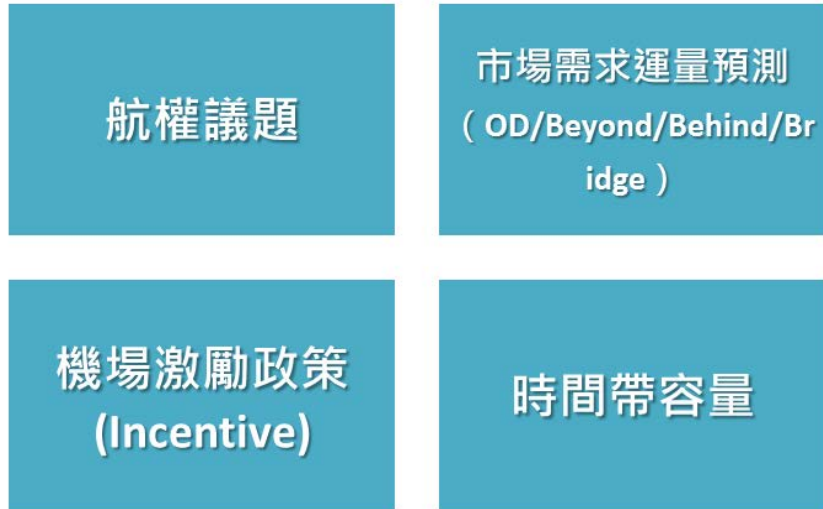 航權議題
市場需求運量預測
（OD/Beyond/Behind/Br
idge）
機場激勵政策
(Incentive)
時間帶容量